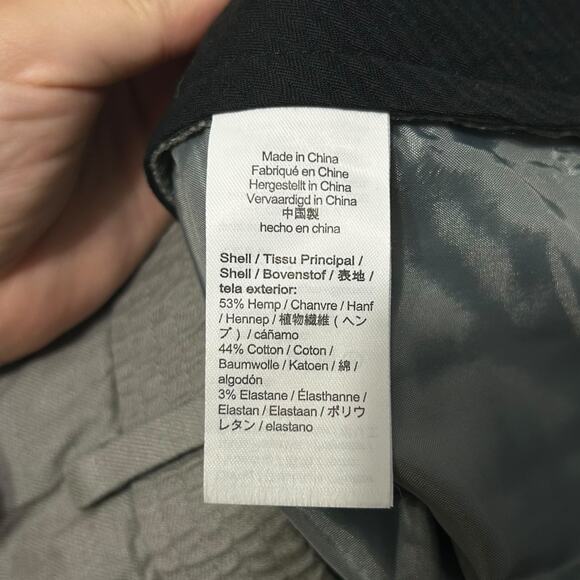 Made in China
Fabriqué en Chine
Hergestellt in China
Vervaardigd in China
中国製
hecho en china
Shell / Tissu Principal /
Shell / Bovenstof / 表地 /
tela exterior:
53% Hemp / Chanvre / Hanf
/ Hennep / 植物繊維（ヘン
プ）/ cáñamo
44% Cotton / Coton /
Baumwolle / Katoen / 綿 /
algodón
3% Elastane / Élasthanne /
Elastan / Elastaan / ポリウ
レタン / elastano